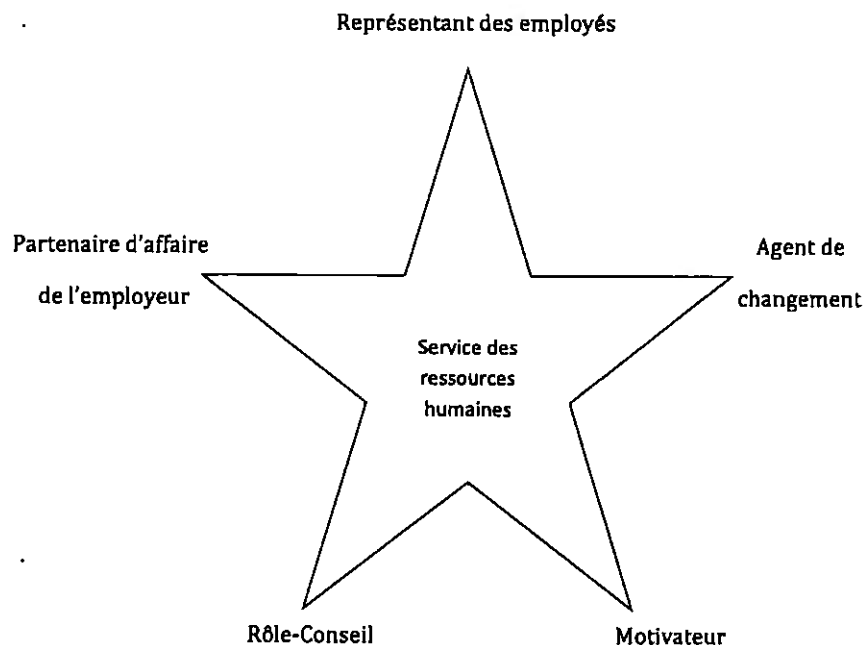 Représentant des employés
Partenaire d'affaire
de l'employeur
Agent de
changement
Service des
ressources
humaines
Rôle-Conseil
Motivateur